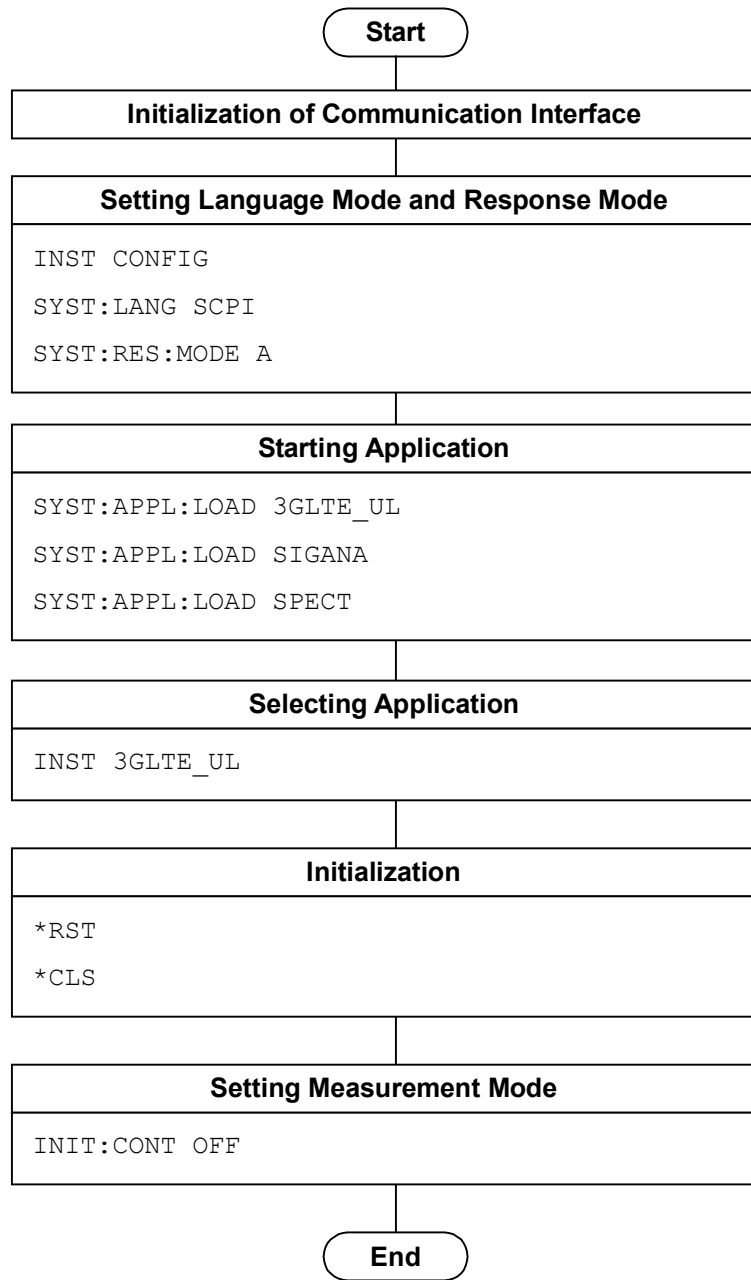 Start
Initialization of Communication Interface
Setting Language Mode and Response Mode
INST CONFIG
SYST:LANG SCPI
SYST:RES:MODE A
Starting Application
SYST:APPL:LOAD 3GLTE_UL
SYST:APPL:LOAD SIGANA
SYST:APPL:LOAD SPECT
Selecting Application
INST 3GLTE_UL
Initialization
*RST
*CLS
Setting Measurement Mode
INIT:CONT OFF
End